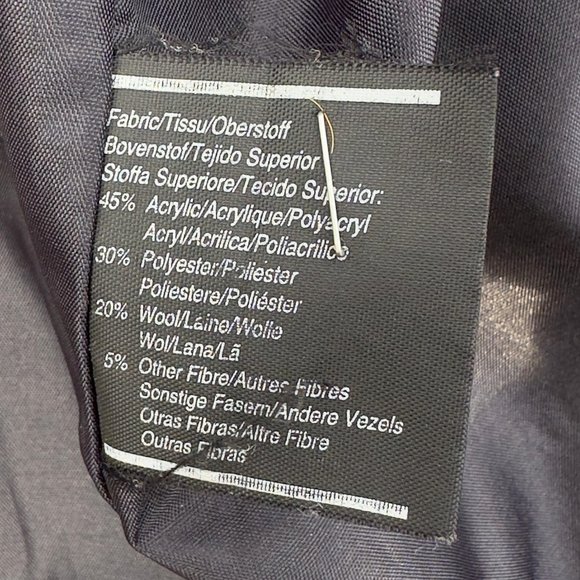 Fabric/Tissu/Oberstoff
Bovenstof/Tejido Superior
Stoffa Superiore/Tecido Superior:
45% Acrylic/Acrylique/Polyacryl
Acryl/Acrilica/Poliacrilico
30% Polyester/Poliester
Poliestere/Poliéster
20% Wool/Laine/Wolle
Wol/Lana/Lã
5% Other Fibre/Autres Fibres
Sonstige Fasern/Andere Vezels
Otras Fibras/Altre Fibre
Outras Fibras